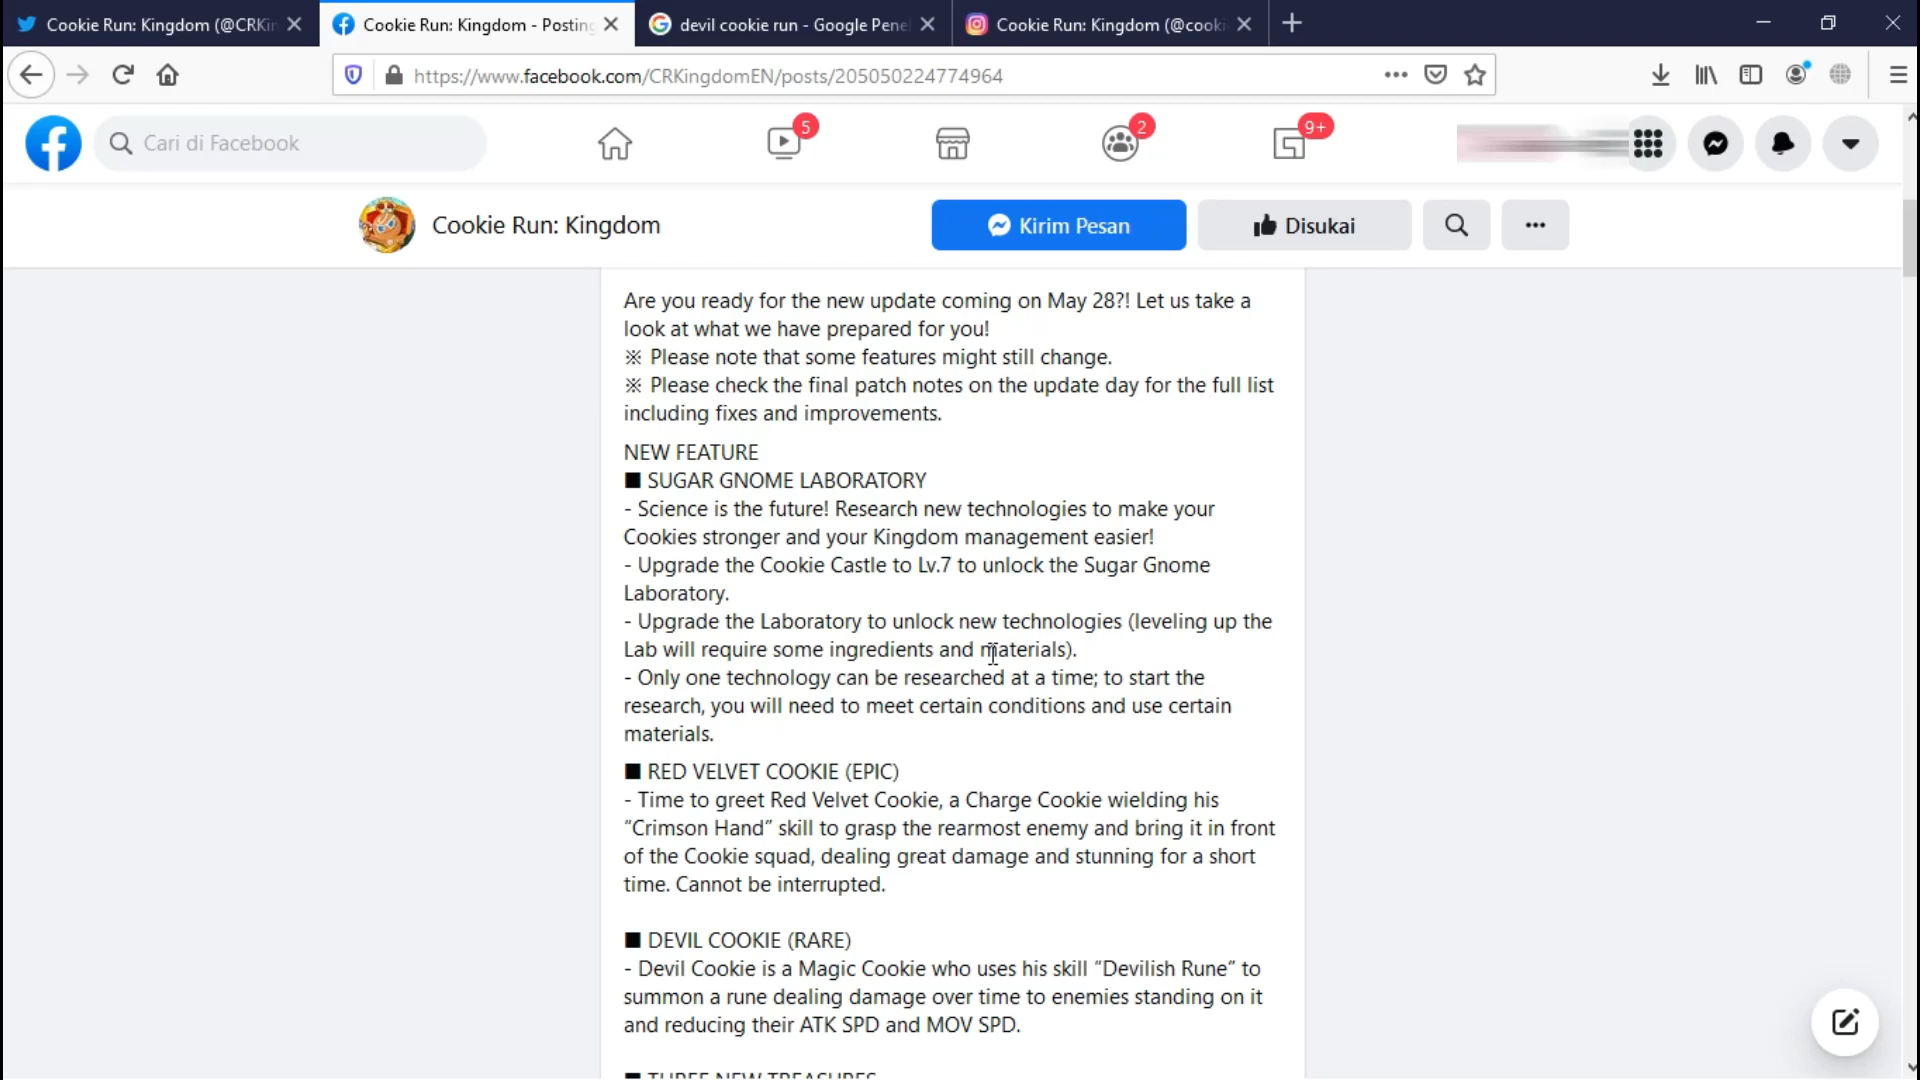 Cookie Run: Kingdom (@CRKin
Cookie Run: Kingdom - Posting
devil cookie run - Google Pene
Cookie Run: Kingdom (@cooki
https://www.facebook.com/CRKingdomEN/posts/205050224774964
Cari di Facebook
5
2
9+
Cookie Run: Kingdom
Kirim Pesan
Disukai
Are you ready for the new update coming on May 28?! Let us take a
look at what we have prepared for you!
※ Please note that some features might still change.
※ Please check the final patch notes on the update day for the full list
including fixes and improvements.
NEW FEATURE
■ SUGAR GNOME LABORATORY
- Science is the future! Research new technologies to make your
Cookies stronger and your Kingdom management easier!
- Upgrade the Cookie Castle to Lv.7 to unlock the Sugar Gnome
Laboratory.
- Upgrade the Laboratory to unlock new technologies (leveling up the
Lab will require some ingredients and materials).
- Only one technology can be researched at a time; to start the
research, you will need to meet certain conditions and use certain
materials.
■ RED VELVET COOKIE (EPIC)
- Time to greet Red Velvet Cookie, a Charge Cookie wielding his
“Crimson Hand” skill to grasp the rearmost enemy and bring it in front
of the Cookie squad, dealing great damage and stunning for a short
time. Cannot be interrupted.
■ DEVIL COOKIE (RARE)
- Devil Cookie is a Magic Cookie who uses his skill “Devilish Rune” to
summon a rune dealing damage over time to enemies standing on it
and reducing their ATK SPD and MOV SPD.
■ THREE NEW TREASURES